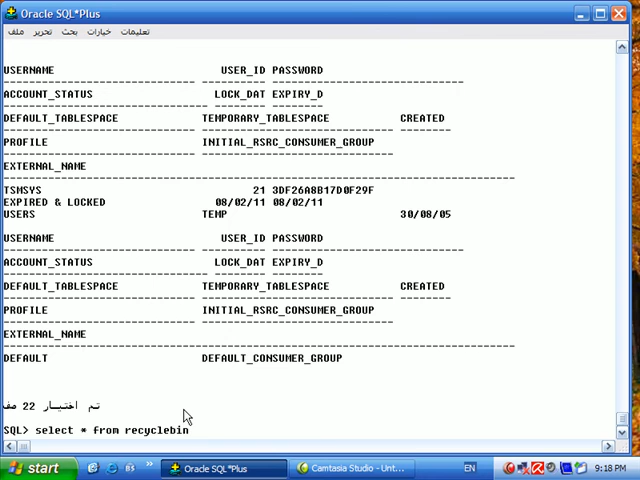 Oracle SQL*Plus
ملف تحرير بحث خيارات تعليمات
USERNAME USER_ID PASSWORD
------------------------------ ---------- ------------------------------
ACCOUNT_STATUS LOCK_DAT EXPIRY_D
-------------------------------- -------- --------
DEFAULT_TABLESPACE TEMPORARY_TABLESPACE CREATED
------------------------------ ------------------------------ --------
PROFILE INITIAL_RSRC_CONSUMER_GROUP
------------------------------ ------------------------------
EXTERNAL_NAME
--------------------------------------------------------------------------------
TSMSYS 21 3DF26A8B17D0F29F
EXPIRED & LOCKED 08/02/11 08/02/11
USERS TEMP 30/08/05
USERNAME USER_ID PASSWORD
------------------------------ ---------- ------------------------------
ACCOUNT_STATUS LOCK_DAT EXPIRY_D
-------------------------------- -------- --------
DEFAULT_TABLESPACE TEMPORARY_TABLESPACE CREATED
------------------------------ ------------------------------ --------
PROFILE INITIAL_RSRC_CONSUMER_GROUP
------------------------------ ------------------------------
EXTERNAL_NAME
--------------------------------------------------------------------------------
DEFAULT DEFAULT_CONSUMER_GROUP
تم اختيار 22 صف
SQL> select * from recyclebin
start Oracle SQL*Plus Camtasia Studio - Unt... EN 9:18 PM